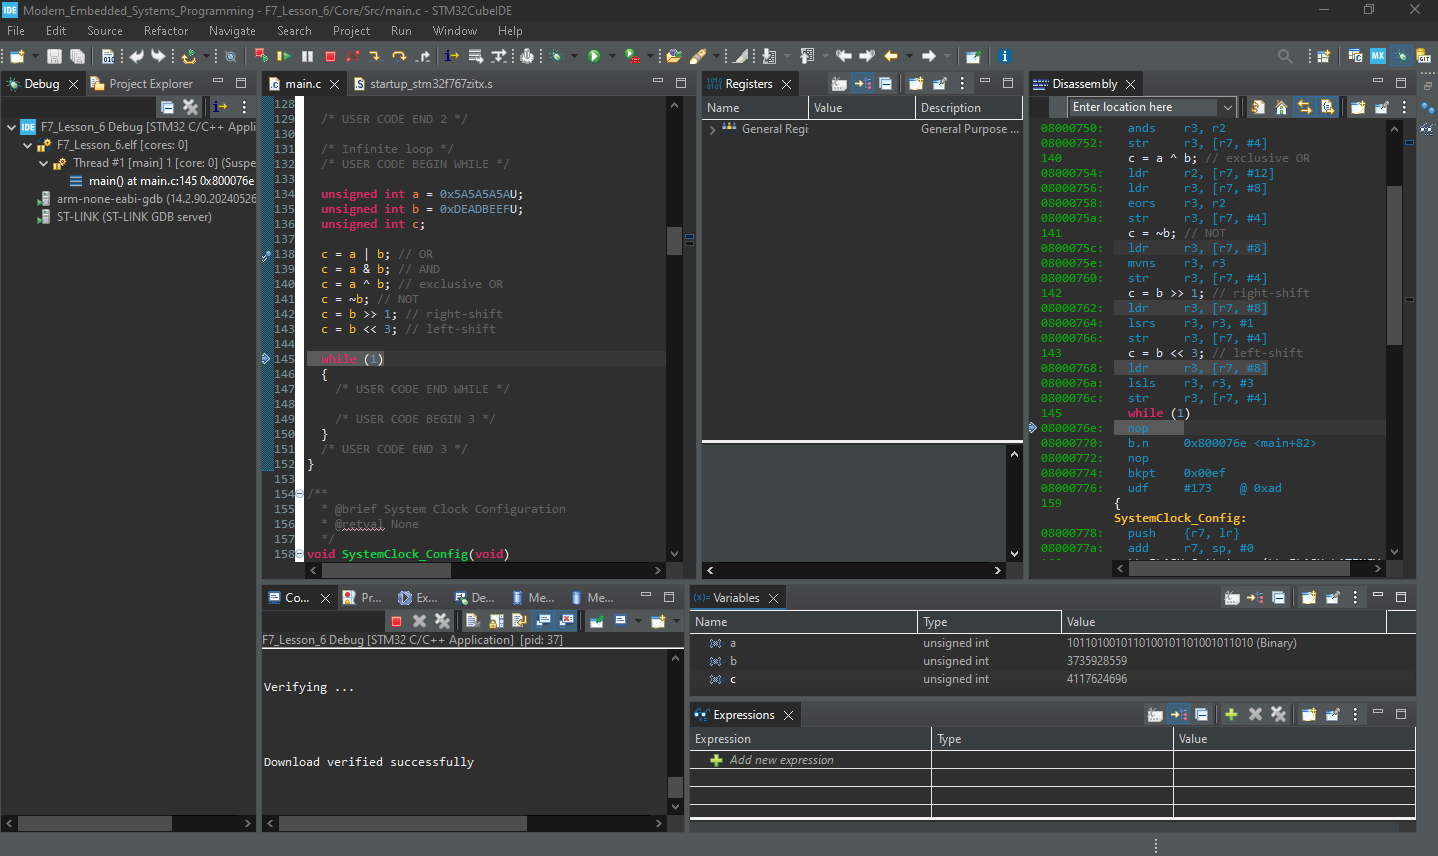 IDE Modern_Embedded_Systems_Programming - F7_Lesson_6/Core/Src/main.c - STM32CubeIDE
File Edit Source Refactor Navigate Search Project Run Window Help
Debug Project Explorer
F7_Lesson_6 Debug [STM32 C/C++ Appli
F7_Lesson_6.elf [cores: 0]
Thread #1 [main] 1 [core: 0] (Suspe
main() at main.c:145 0x800076e
arm-none-eabi-gdb (14.2.90.20240526
ST-LINK (ST-LINK GDB server)
main.c startup_stm32f767zitx.s
128
129 /* USER CODE END 2 */
130
131 /* Infinite loop */
132 /* USER CODE BEGIN WHILE */
133
134 unsigned int a = 0x5A5A5A5AU;
135 unsigned int b = 0xDEADBEEFU;
136 unsigned int c;
137
138 c = a | b; // OR
139 c = a & b; // AND
140 c = a ^ b; // exclusive OR
141 c = ~b; // NOT
142 c = b >> 1; // right-shift
143 c = b << 3; // left-shift
144
145 while (1)
146 {
147 /* USER CODE END WHILE */
148
149 /* USER CODE BEGIN 3 */
150 }
151 /* USER CODE END 3 */
152 }
153
154 /**
155 * @brief System Clock Configuration
156 * @retval None
157 */
158 void SystemClock_Config(void)
Registers
Name Value Description
General Regi General Purpose ...
Disassembly
Enter location here
08000750: ands r3, r2
08000752: str r3, [r7, #4]
140 c = a ^ b; // exclusive OR
08000754: ldr r2, [r7, #12]
08000756: ldr r3, [r7, #8]
08000758: eors r3, r2
0800075a: str r3, [r7, #4]
141 c = ~b; // NOT
0800075c: ldr r3, [r7, #8]
0800075e: mvns r3, r3
08000760: str r3, [r7, #4]
142 c = b >> 1; // right-shift
08000762: ldr r3, [r7, #8]
08000764: lsrs r3, r3, #1
08000766: str r3, [r7, #4]
143 c = b << 3; // left-shift
08000768: ldr r3, [r7, #8]
0800076a: lsls r3, r3, #3
0800076c: str r3, [r7, #4]
145 while (1)
0800076e: nop
08000770: b.n 0x800076e <main+82>
08000772: nop
08000774: bkpt 0x00ef
08000776: udf #173 @ 0xad
159 {
SystemClock_Config:
08000778: push {r7, lr}
0800077a: add r7, sp, #0
Co... Pr... Ex... De... Me... Me...
F7_Lesson_6 Debug [STM32 C/C++ Application] [pid: 37]
Verifying ...
Download verified successfully
Variables
Name Type Value
a unsigned int 1011010010110100101101001011010 (Binary)
b unsigned int 3735928559
c unsigned int 4117624696
Expressions
Expression Type Value
Add new expression